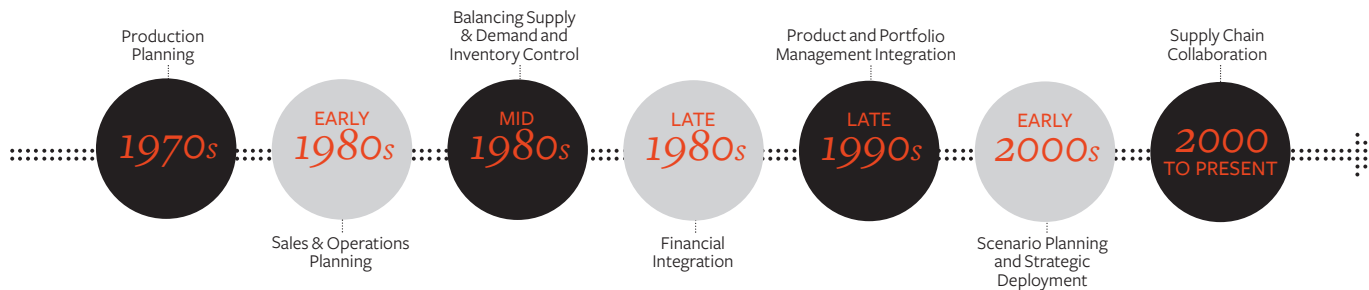 Production
Planning
1970s
EARLY
1980s
Sales & Operations
Planning
Balancing Supply
& Demand and
Inventory Control
MID
1980s
LATE
1980s
Financial
Integration
Product and Portfolio
Management Integration
LATE
1990s
EARLY
2000s
Scenario Planning
and Strategic
Deployment
Supply Chain
Collaboration
2000
TO PRESENT